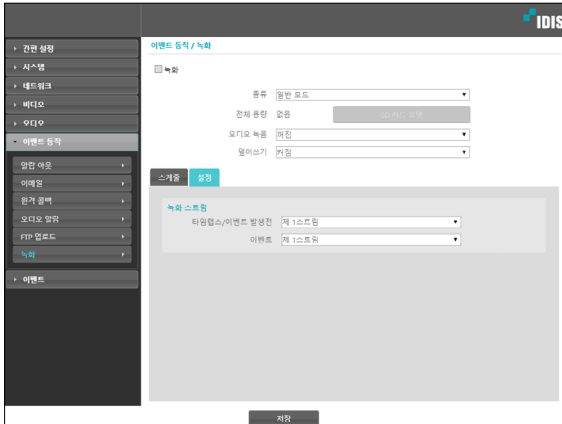 IDIS
간편 설정
시스템
네트워크
비디오
오디오
이벤트 동작
알람 아웃
이메일
원격 콜백
오디오 알림
FTP 업로드
녹화
이벤트
이벤트 동작 / 녹화
녹화
종류 일반 모드
전체 용량 없음 SD 카드 포맷
오디오 녹음 꺼짐
덮어쓰기 켜짐
스케줄 설정
녹화 스트림
타임랩스/이벤트 발생전 제 1스트림
이벤트 제 1스트림
저장